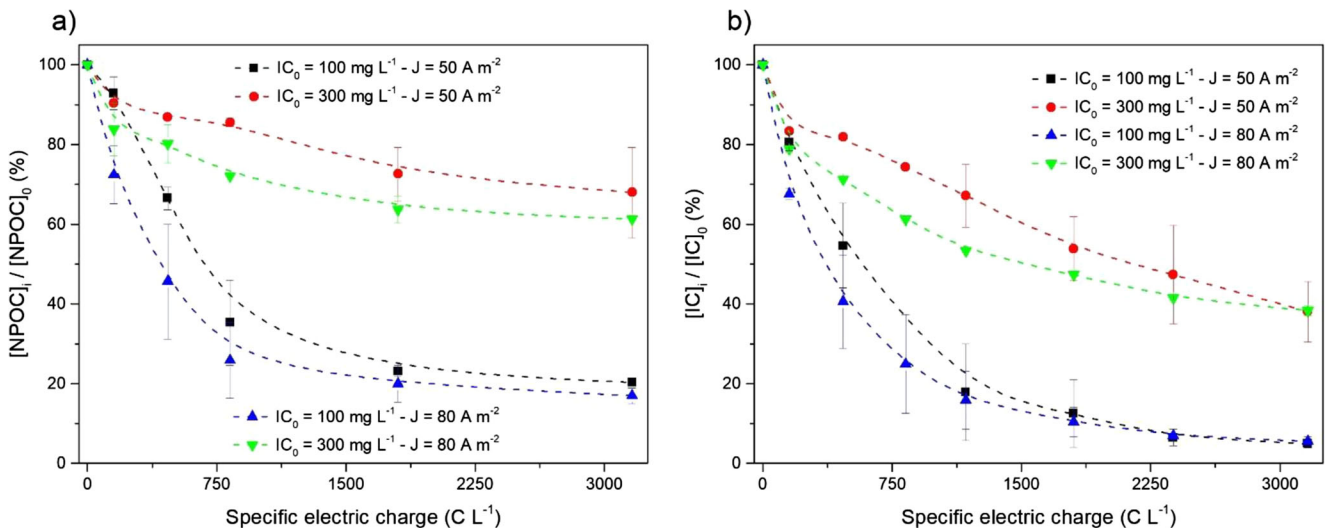 a)
[NPOC]ᵢ / [NPOC]₀ (%)
100
80
60
40
20
0
IC₀ = 100 mg L⁻¹ - J = 50 A m⁻²
IC₀ = 300 mg L⁻¹ - J = 50 A m⁻²
IC₀ = 100 mg L⁻¹ - J = 80 A m⁻²
IC₀ = 300 mg L⁻¹ - J = 80 A m⁻²
0 750 1500 2250 3000
Specific electric charge (C L⁻¹)
b)
[IC]ᵢ / [IC]₀ (%)
100
80
60
40
20
0
IC₀ = 100 mg L⁻¹ - J = 50 A m⁻²
IC₀ = 300 mg L⁻¹ - J = 50 A m⁻²
IC₀ = 100 mg L⁻¹ - J = 80 A m⁻²
IC₀ = 300 mg L⁻¹ - J = 80 A m⁻²
0 750 1500 2250 3000
Specific electric charge (C L⁻¹)